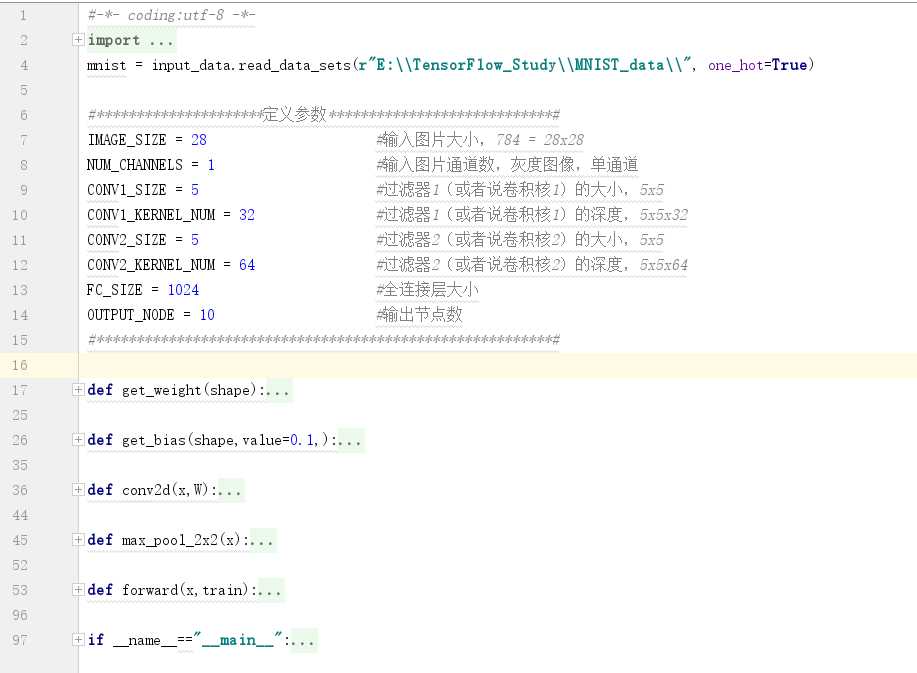 1 #-*- coding:utf-8 -*-
2 import ...
4 mnist = input_data.read_data_sets(r"E:\\TensorFlow_Study\\MNIST_data\\", one_hot=True)
5
6 #*********************定义参数****************************#
7 IMAGE_SIZE = 28 #输入图片大小，784 = 28x28
8 NUM_CHANNELS = 1 #输入图片通道数，灰度图像，单通道
9 CONV1_SIZE = 5 #过滤器1（或者说卷积核1）的大小，5x5
10 CONV1_KERNEL_NUM = 32 #过滤器1（或者说卷积核1）的深度，5x5x32
11 CONV2_SIZE = 5 #过滤器2（或者说卷积核2）的大小，5x5
12 CONV2_KERNEL_NUM = 64 #过滤器2（或者说卷积核2）的深度，5x5x64
13 FC_SIZE = 1024 #全连接层大小
14 OUTPUT_NODE = 10 #输出节点数
15 #*********************************************************#
16
17 def get_weight(shape):...
25
26 def get_bias(shape,value=0.1,):...
35
36 def conv2d(x,W):...
44
45 def max_pool_2x2(x):...
52
53 def forward(x,train):...
96
97 if __name__=="__main__":...